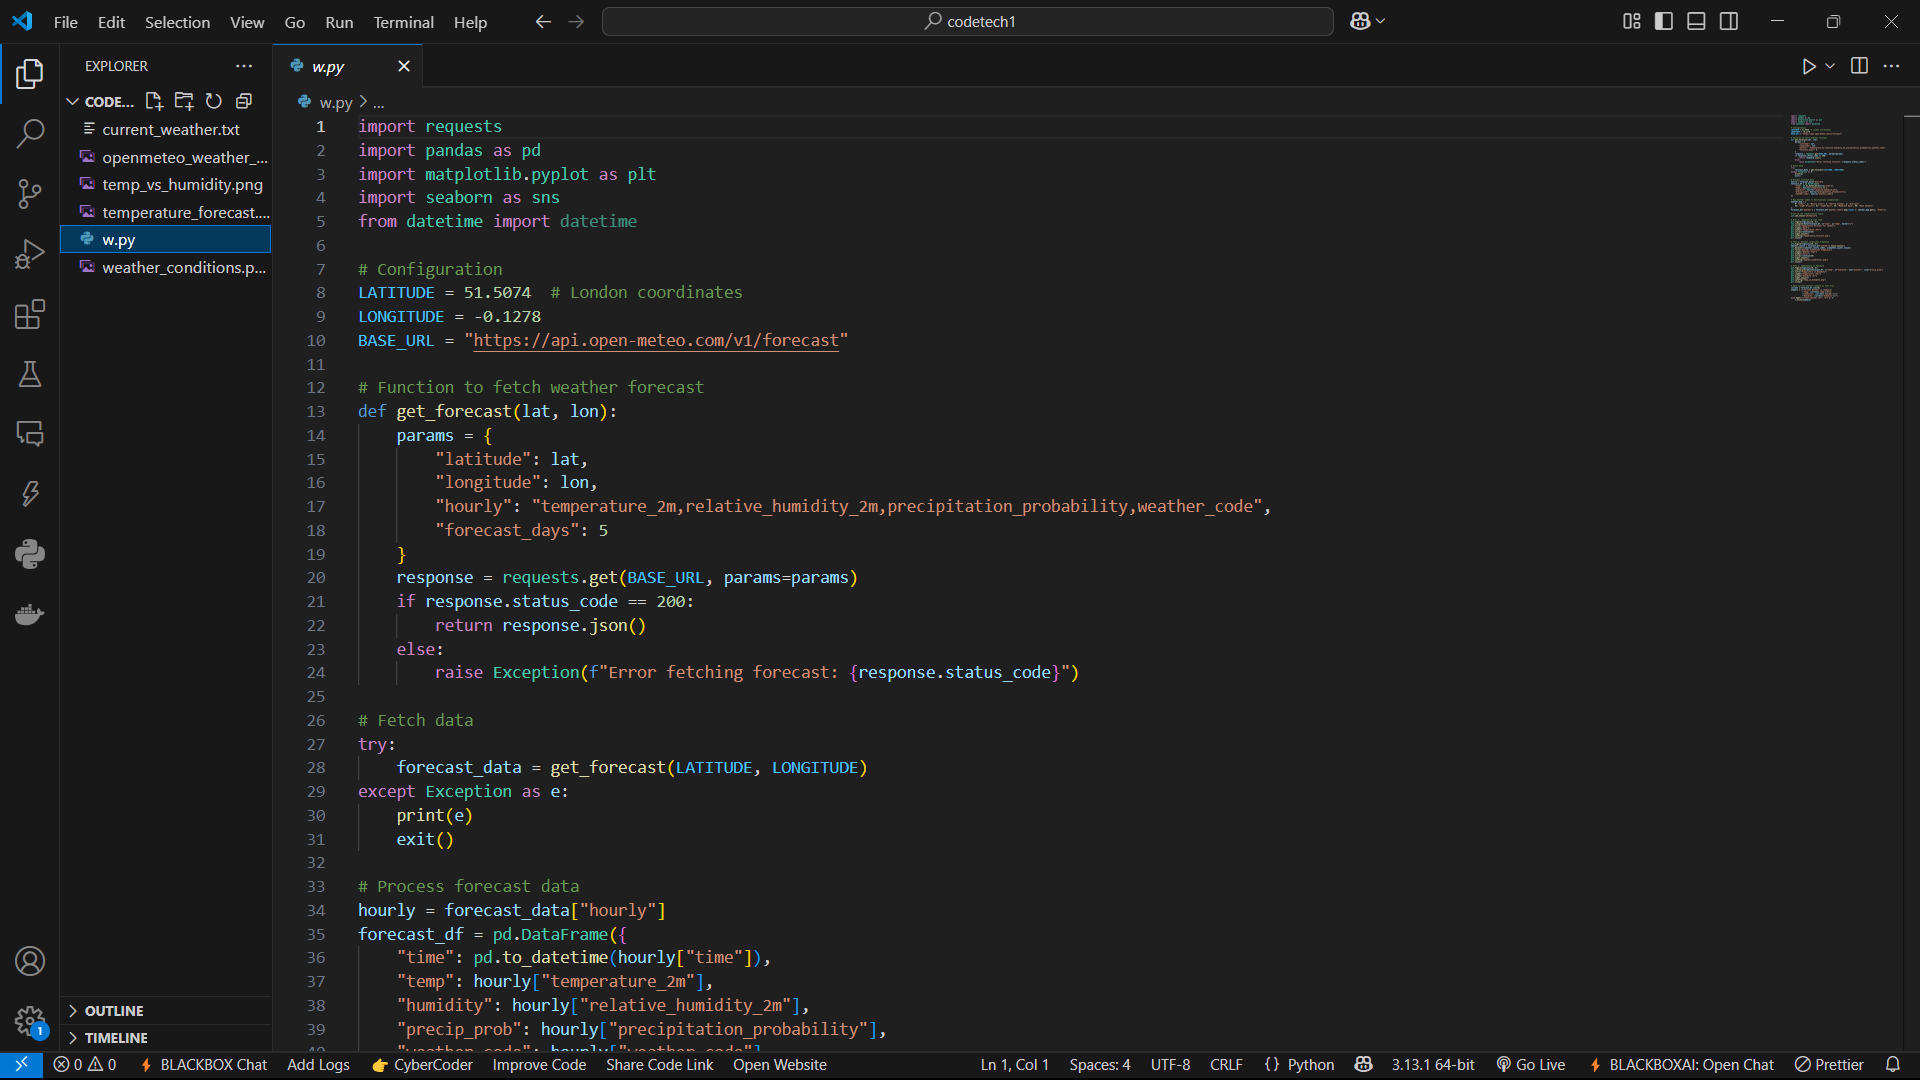 File Edit Selection View Go Run Terminal Help
codetech1
EXPLORER
CODE...
current_weather.txt
openmeteo_weather_...
temp_vs_humidity.png
temperature_forecast....
w.py
weather_conditions.p...
OUTLINE
TIMELINE
w.py
w.py > ...
1 import requests
2 import pandas as pd
3 import matplotlib.pyplot as plt
4 import seaborn as sns
5 from datetime import datetime
6
7 # Configuration
8 LATITUDE = 51.5074  # London coordinates
9 LONGITUDE = -0.1278
10 BASE_URL = "https://api.open-meteo.com/v1/forecast"
11
12 # Function to fetch weather forecast
13 def get_forecast(lat, lon):
14     params = {
15         "latitude": lat,
16         "longitude": lon,
17         "hourly": "temperature_2m,relative_humidity_2m,precipitation_probability,weather_code",
18         "forecast_days": 5
19     }
20     response = requests.get(BASE_URL, params=params)
21     if response.status_code == 200:
22         return response.json()
23     else:
24         raise Exception(f"Error fetching forecast: {response.status_code}")
25
26 # Fetch data
27 try:
28     forecast_data = get_forecast(LATITUDE, LONGITUDE)
29 except Exception as e:
30     print(e)
31     exit()
32
33 # Process forecast data
34 hourly = forecast_data["hourly"]
35 forecast_df = pd.DataFrame({
36     "time": pd.to_datetime(hourly["time"]),
37     "temp": hourly["temperature_2m"],
38     "humidity": hourly["relative_humidity_2m"],
39     "precip_prob": hourly["precipitation_probability"],
40     "weather_code": hourly["weather_code"]
1
0 0 BLACKBOX Chat Add Logs CyberCoder Improve Code Share Code Link Open Website Ln 1, Col 1 Spaces: 4 UTF-8 CRLF {} Python 3.13.1 64-bit Go Live BLACKBOXAI: Open Chat Prettier